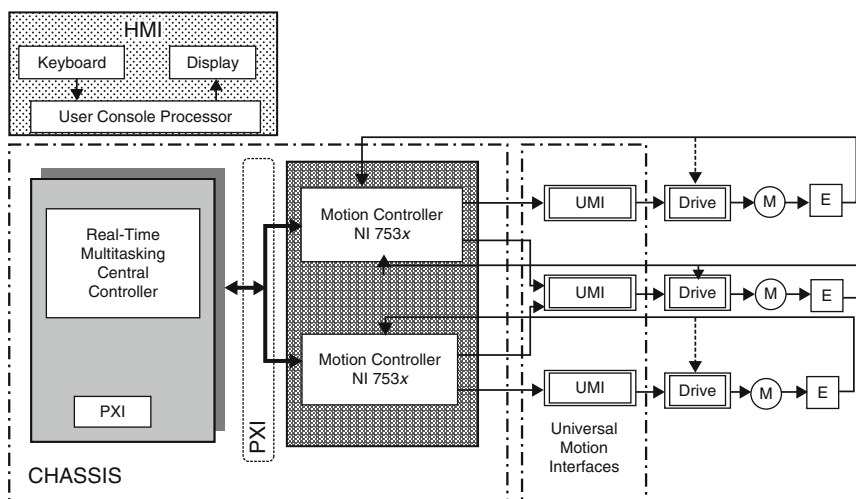 HMI
Keyboard
Display
User Console Processor
Real-Time
Multitasking
Central
Controller
PXI
CHASSIS
PXI
Motion Controller
NI 753x
Motion Controller
NI 753x
UMI
Drive
M
E
UMI
Drive
M
E
UMI
Drive
M
E
Universal
Motion
Interfaces